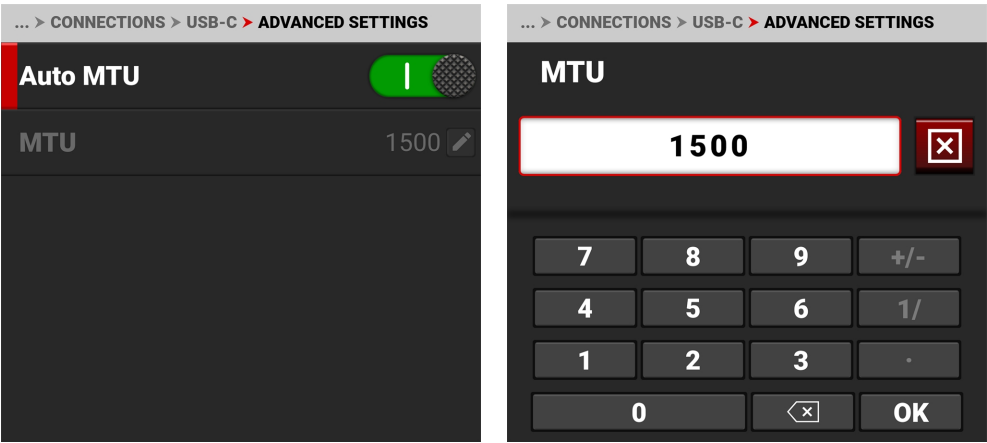 ... > CONNECTIONS > USB-C > ADVANCED SETTINGS
Auto MTU
MTU 1500
... > CONNECTIONS > USB-C > ADVANCED SETTINGS
MTU
1500
7 8 9 +/-
4 5 6 1/
1 2 3 ·
0 OK